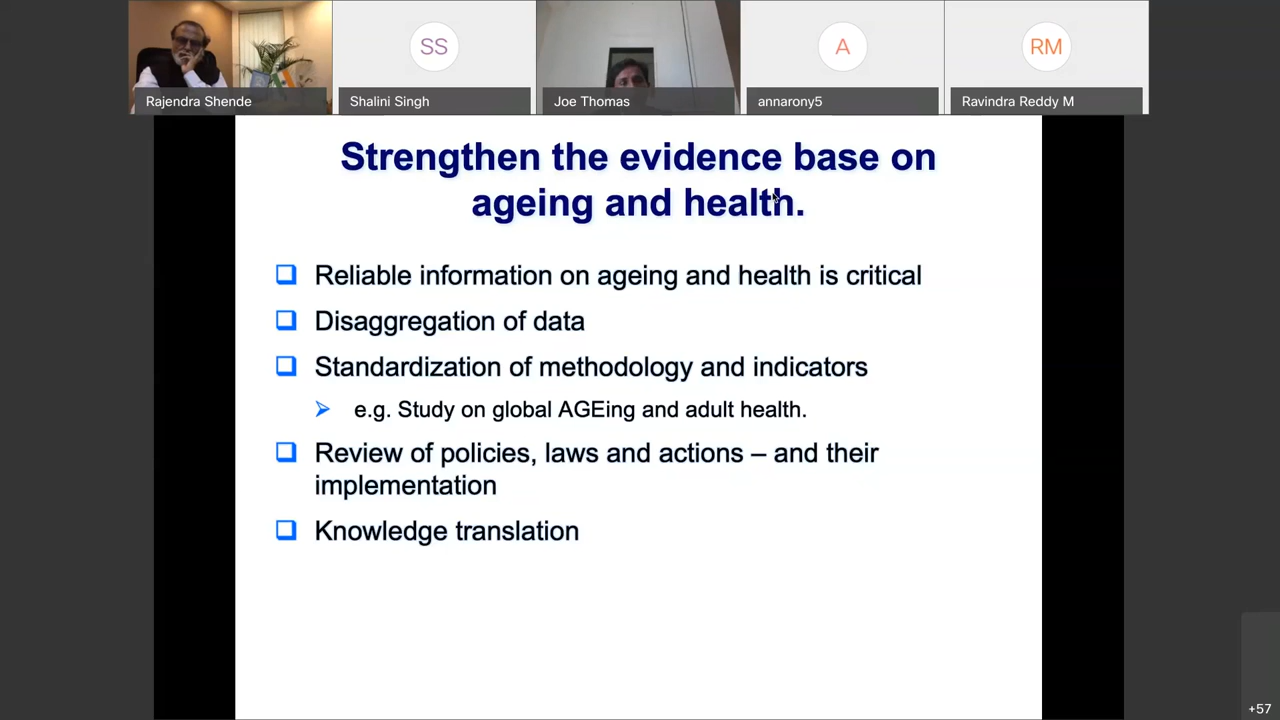 SS
A
RM
Rajendra Shende
Shalini Singh
Joe Thomas
annarony5
Ravindra Reddy M
Strengthen the evidence base on
ageing and health.
Reliable information on ageing and health is critical
Disaggregation of data
Standardization of methodology and indicators
e.g. Study on global AGEing and adult health.
Review of policies, laws and actions – and their
implementation
Knowledge translation
+57